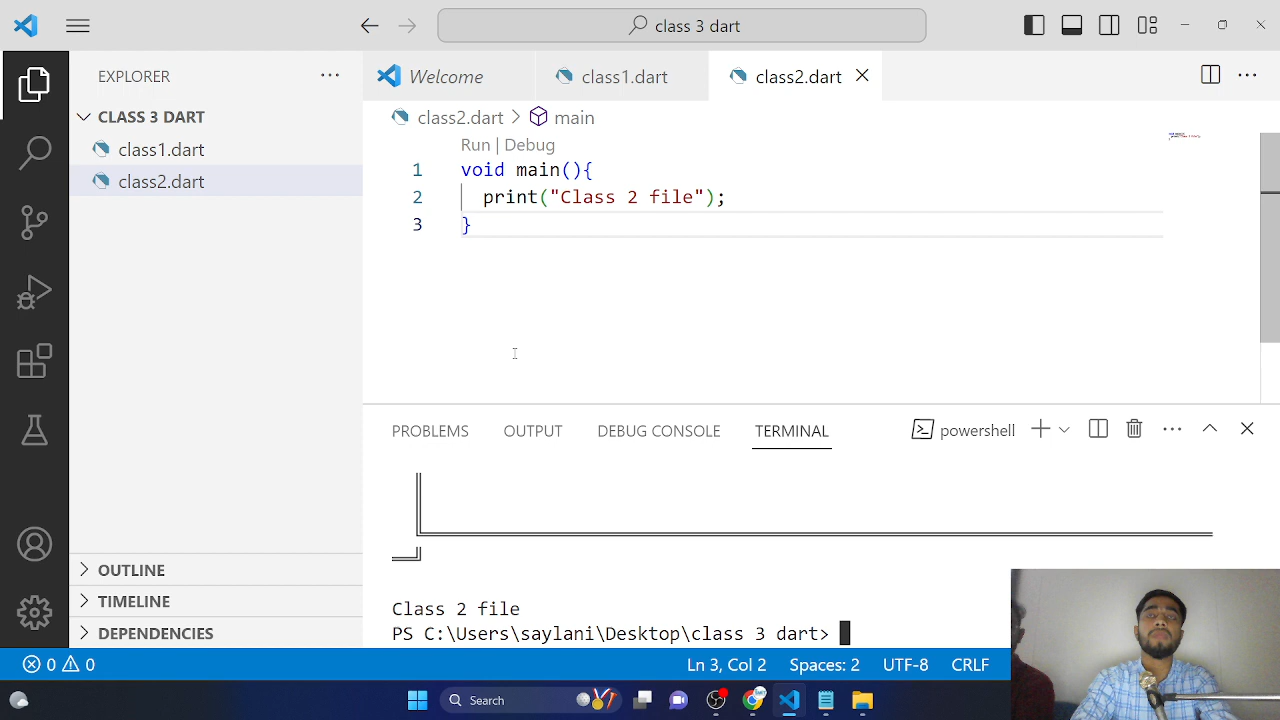 class 3 dart
EXPLORER
Welcome
class1.dart
class2.dart
CLASS 3 DART
class1.dart
class2.dart
class2.dart > main
Run | Debug
1 void main(){
2 print("Class 2 file");
3 }
PROBLEMS
OUTPUT
DEBUG CONSOLE
TERMINAL
powershell
Class 2 file
PS C:\Users\saylani\Desktop\class 3 dart>
OUTLINE
TIMELINE
DEPENDENCIES
0 0
Ln 3, Col 2
Spaces: 2
UTF-8
CRLF
Search